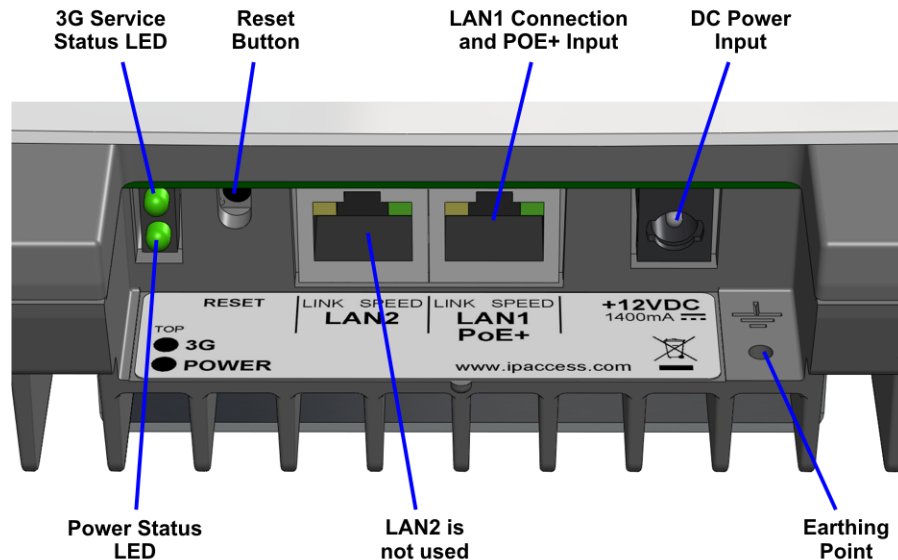 3G Service
Status LED
Reset
Button
LAN1 Connection
and POE+ Input
DC Power
Input
RESET
LINK SPEED
LAN2
LINK SPEED
LAN1
PoE+
+12VDC
1400mA
TOP
3G
POWER
www.ipaccess.com
Power Status
LED
LAN2 is
not used
Earthing
Point